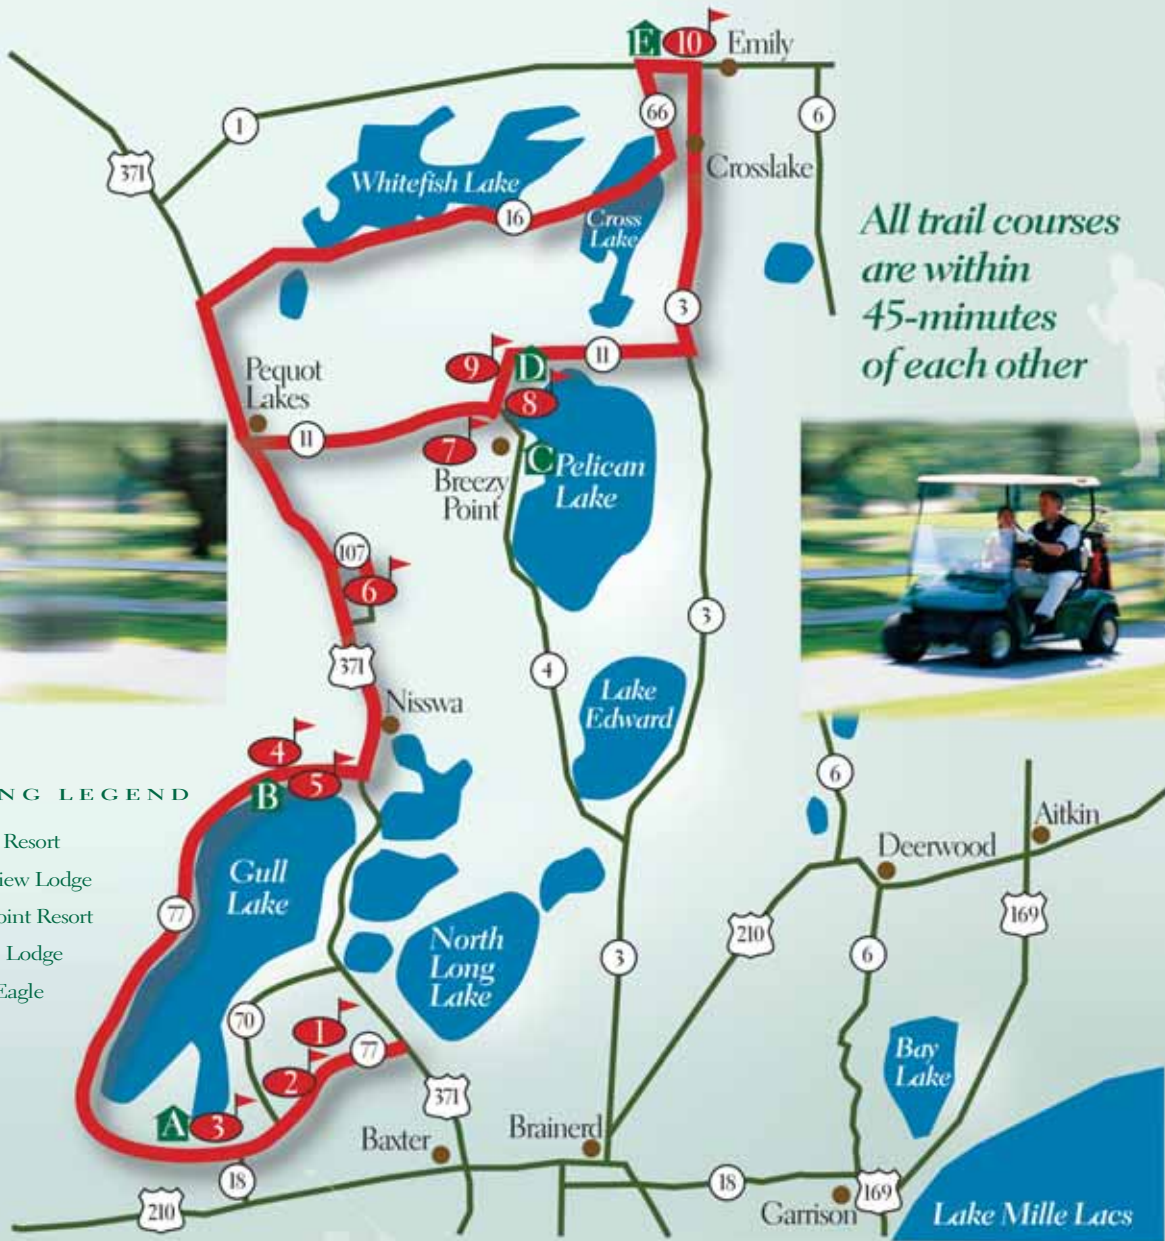 E
10
Emily
1
66
6
371
Crosslake
Whitefish Lake
16
Cross
Lake
All trail courses
are within
45-minutes
of each other
3
9
D
11
Pequot
Lakes
8
11
7
C
Pelican
Lake
Breezy
Point
107
6
3
371
4
Lake
Edward
Nisswa
4
5
B
6
NG LEGEND
Resort
iew Lodge
oint Resort
Lodge
Eagle
Aitkin
Deerwood
Gull
Lake
77
169
210
North
Long
Lake
3
6
70
1
77
2
Bay
Lake
371
A
3
Baxter
Brainerd
18
18
169
210
Garrison
Lake Mille Lacs